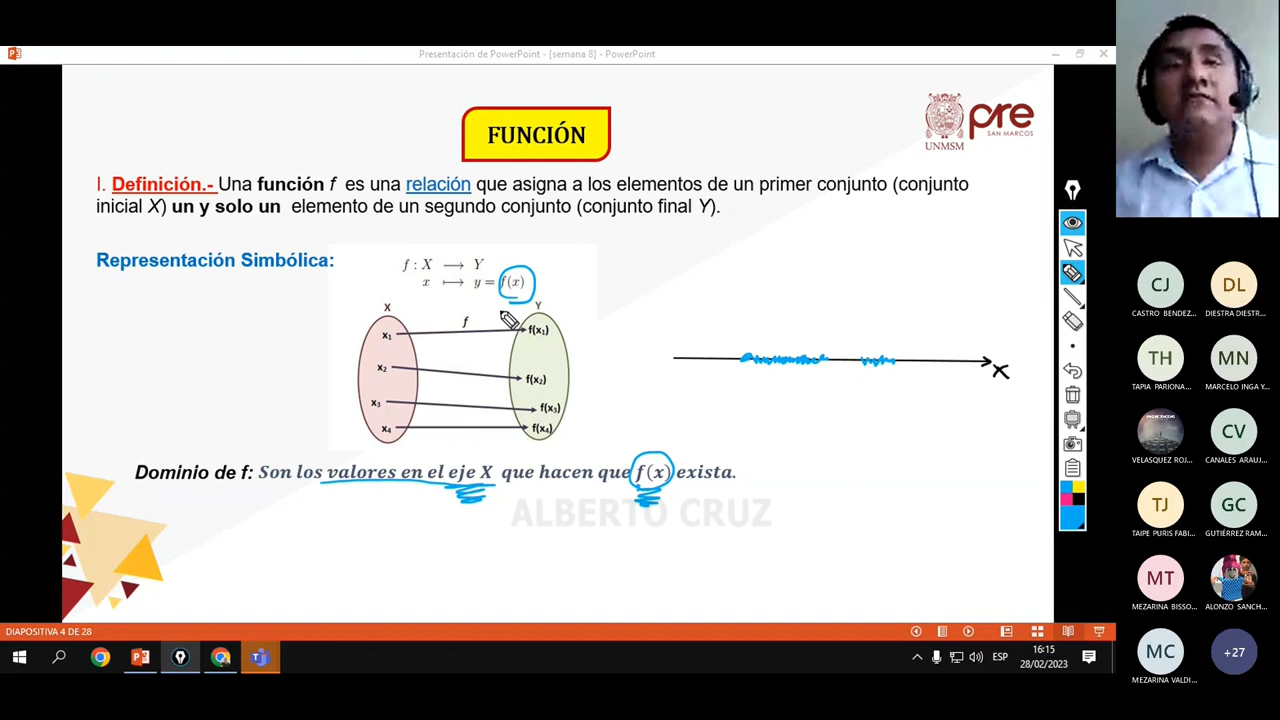 Presentación de PowerPoint - [semana 8] - PowerPoint
FUNCIÓN
UNMSM
pre
SAN MARCOS
I. Definición.- Una función f es una relación que asigna a los elementos de un primer conjunto (conjunto
inicial X) un y solo un elemento de un segundo conjunto (conjunto final Y).
Representación Simbólica:
f : X ⟶ Y
x ⟼ y = f(x)
X
Y
f
x₁
f(x₁)
x₂
f(x₂)
x₃
f(x₃)
x₄
f(x₄)
X
Dominio de f: Son los valores en el eje X que hacen que f(x) exista.
ALBERTO CRUZ
DIAPOSITIVA 4 DE 28
ESP
16:15
28/02/2023
CJ
CASTRO BENDEZ...
DL
DIESTRA DIESTR...
TH
TAPIA PARIONA...
MN
MARCELO INGA Y...
VELASQUEZ ROJ...
CV
CANALES ARAUJ...
TJ
TAIPE PURIS FABI...
GC
GUTIÉRREZ RAM...
MT
MEZARINA BISSO...
ALONZO SANCH...
MC
MEZARINA VALDI...
+27